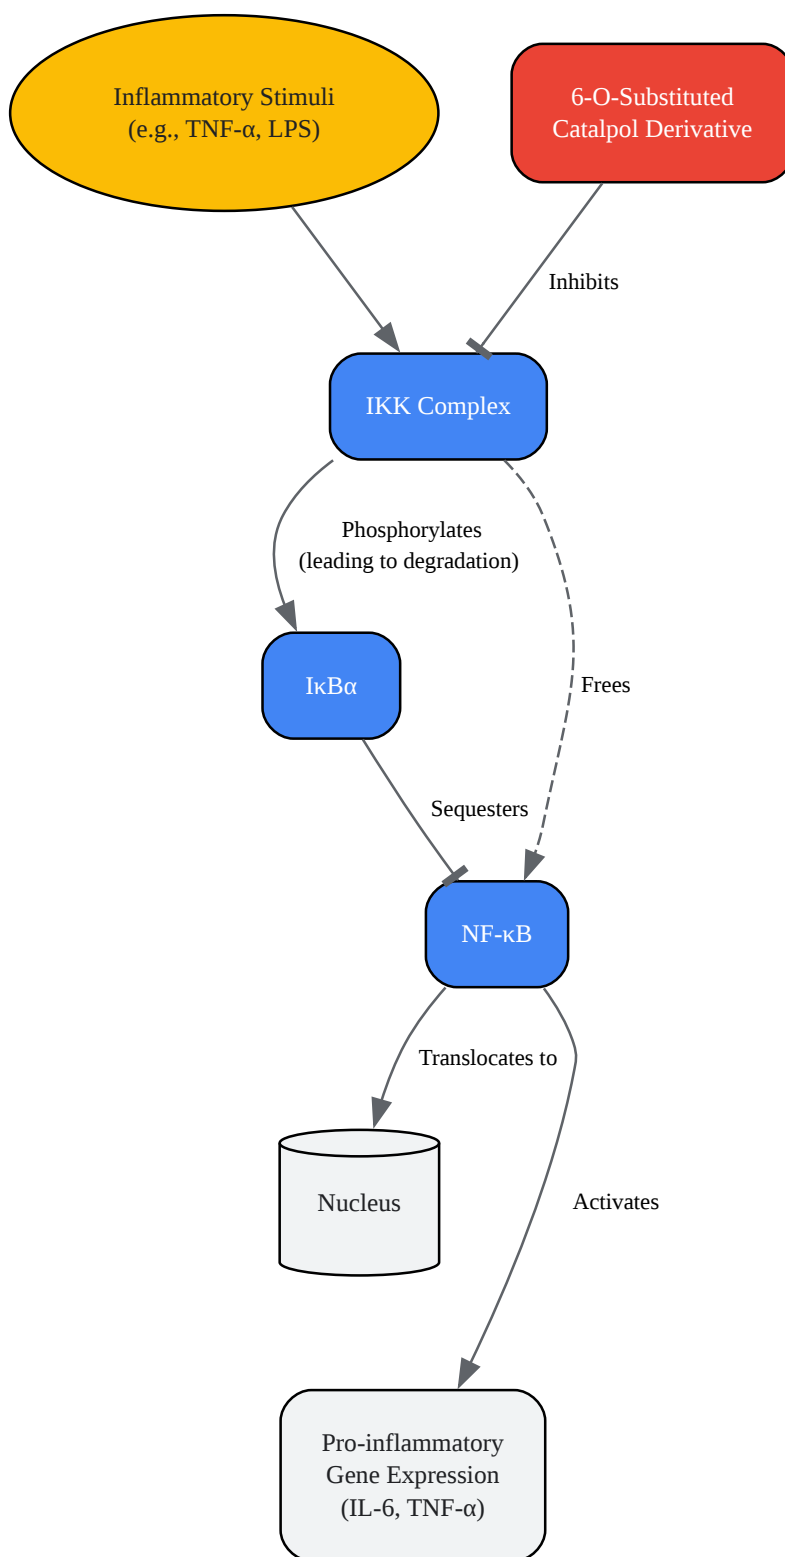 Inflammatory Stimuli
(e.g., TNF-α, LPS)
6-O-Substituted
Catalpol Derivative
Inhibits
IKK Complex
Phosphorylates
(leading to degradation)
IκBα
Frees
Sequesters
NF-κB
Translocates to
Nucleus
Activates
Pro-inflammatory
Gene Expression
(IL-6, TNF-α)